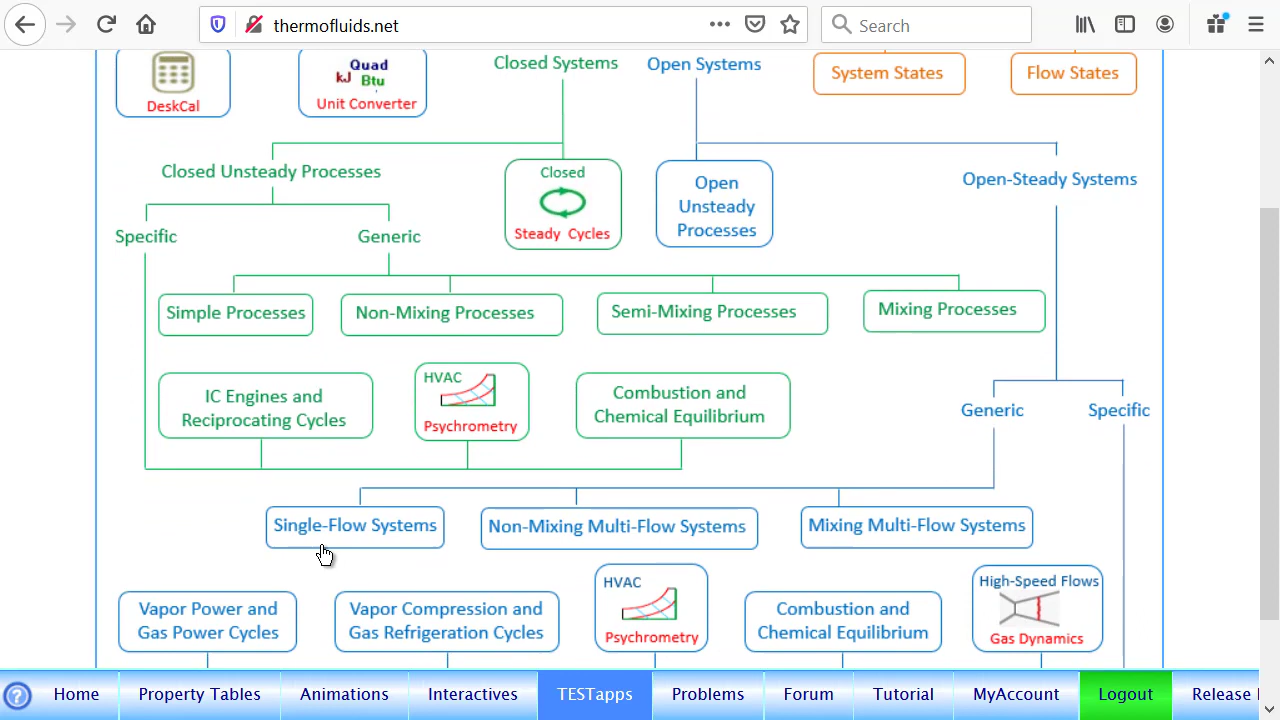 thermofluids.net
Search
Quad
kJ Btu
DeskCal
Unit Converter
Closed Systems
Open Systems
System States
Flow States
Closed Unsteady Processes
Closed
Steady Cycles
Open
Unsteady
Processes
Open-Steady Systems
Specific
Generic
Simple Processes
Non-Mixing Processes
Semi-Mixing Processes
Mixing Processes
IC Engines and
Reciprocating Cycles
HVAC
Psychrometry
Combustion and
Chemical Equilibrium
Generic
Specific
Single-Flow Systems
Non-Mixing Multi-Flow Systems
Mixing Multi-Flow Systems
Vapor Power and
Gas Power Cycles
Vapor Compression and
Gas Refrigeration Cycles
HVAC
Psychrometry
Combustion and
Chemical Equilibrium
High-Speed Flows
Gas Dynamics
? Home Property Tables Animations Interactives TESTapps Problems Forum Tutorial MyAccount Logout Release